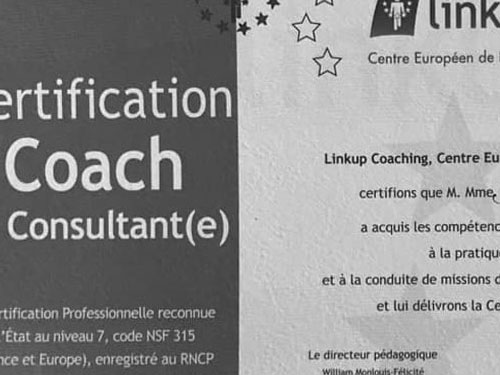 ertification
Coach
Consultant(e)
rtification Professionnelle reconnue
l'État au niveau 7, code NSF 315
nce et Europe), enregistré au RNCP
link
Centre Européen de
Linkup Coaching, Centre Eu
certifions que M. Mme
a acquis les compétenc
à la pratiqu
et à la conduite de missions d
et lui délivrons la Ce
Le directeur pédagogique
William Monlouis-Félicité